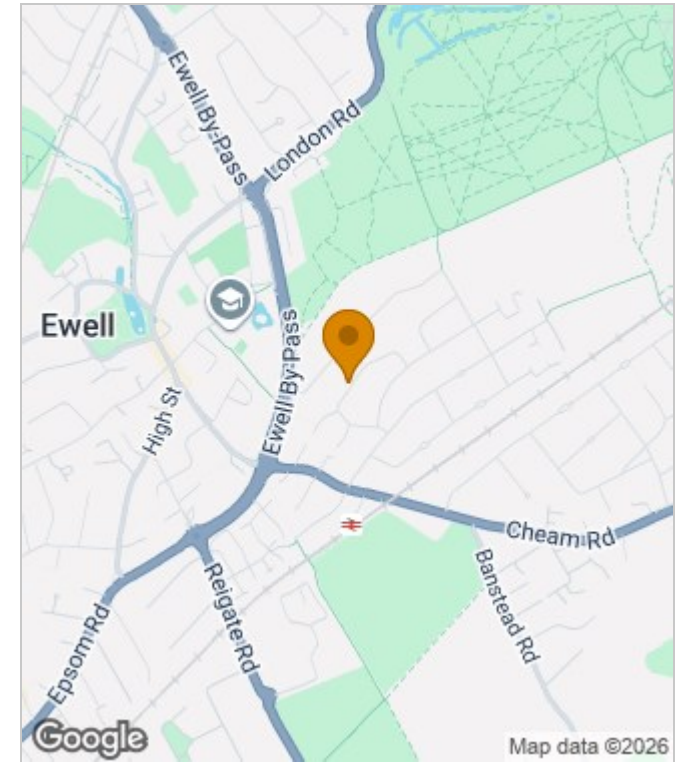 Ewell By-Pass
London Rd
Ewell
Ewell By-Pass
High St
Cheam Rd
Banstead Rd
Reigate Rd
Epsom Rd
Google
Map data ©2026